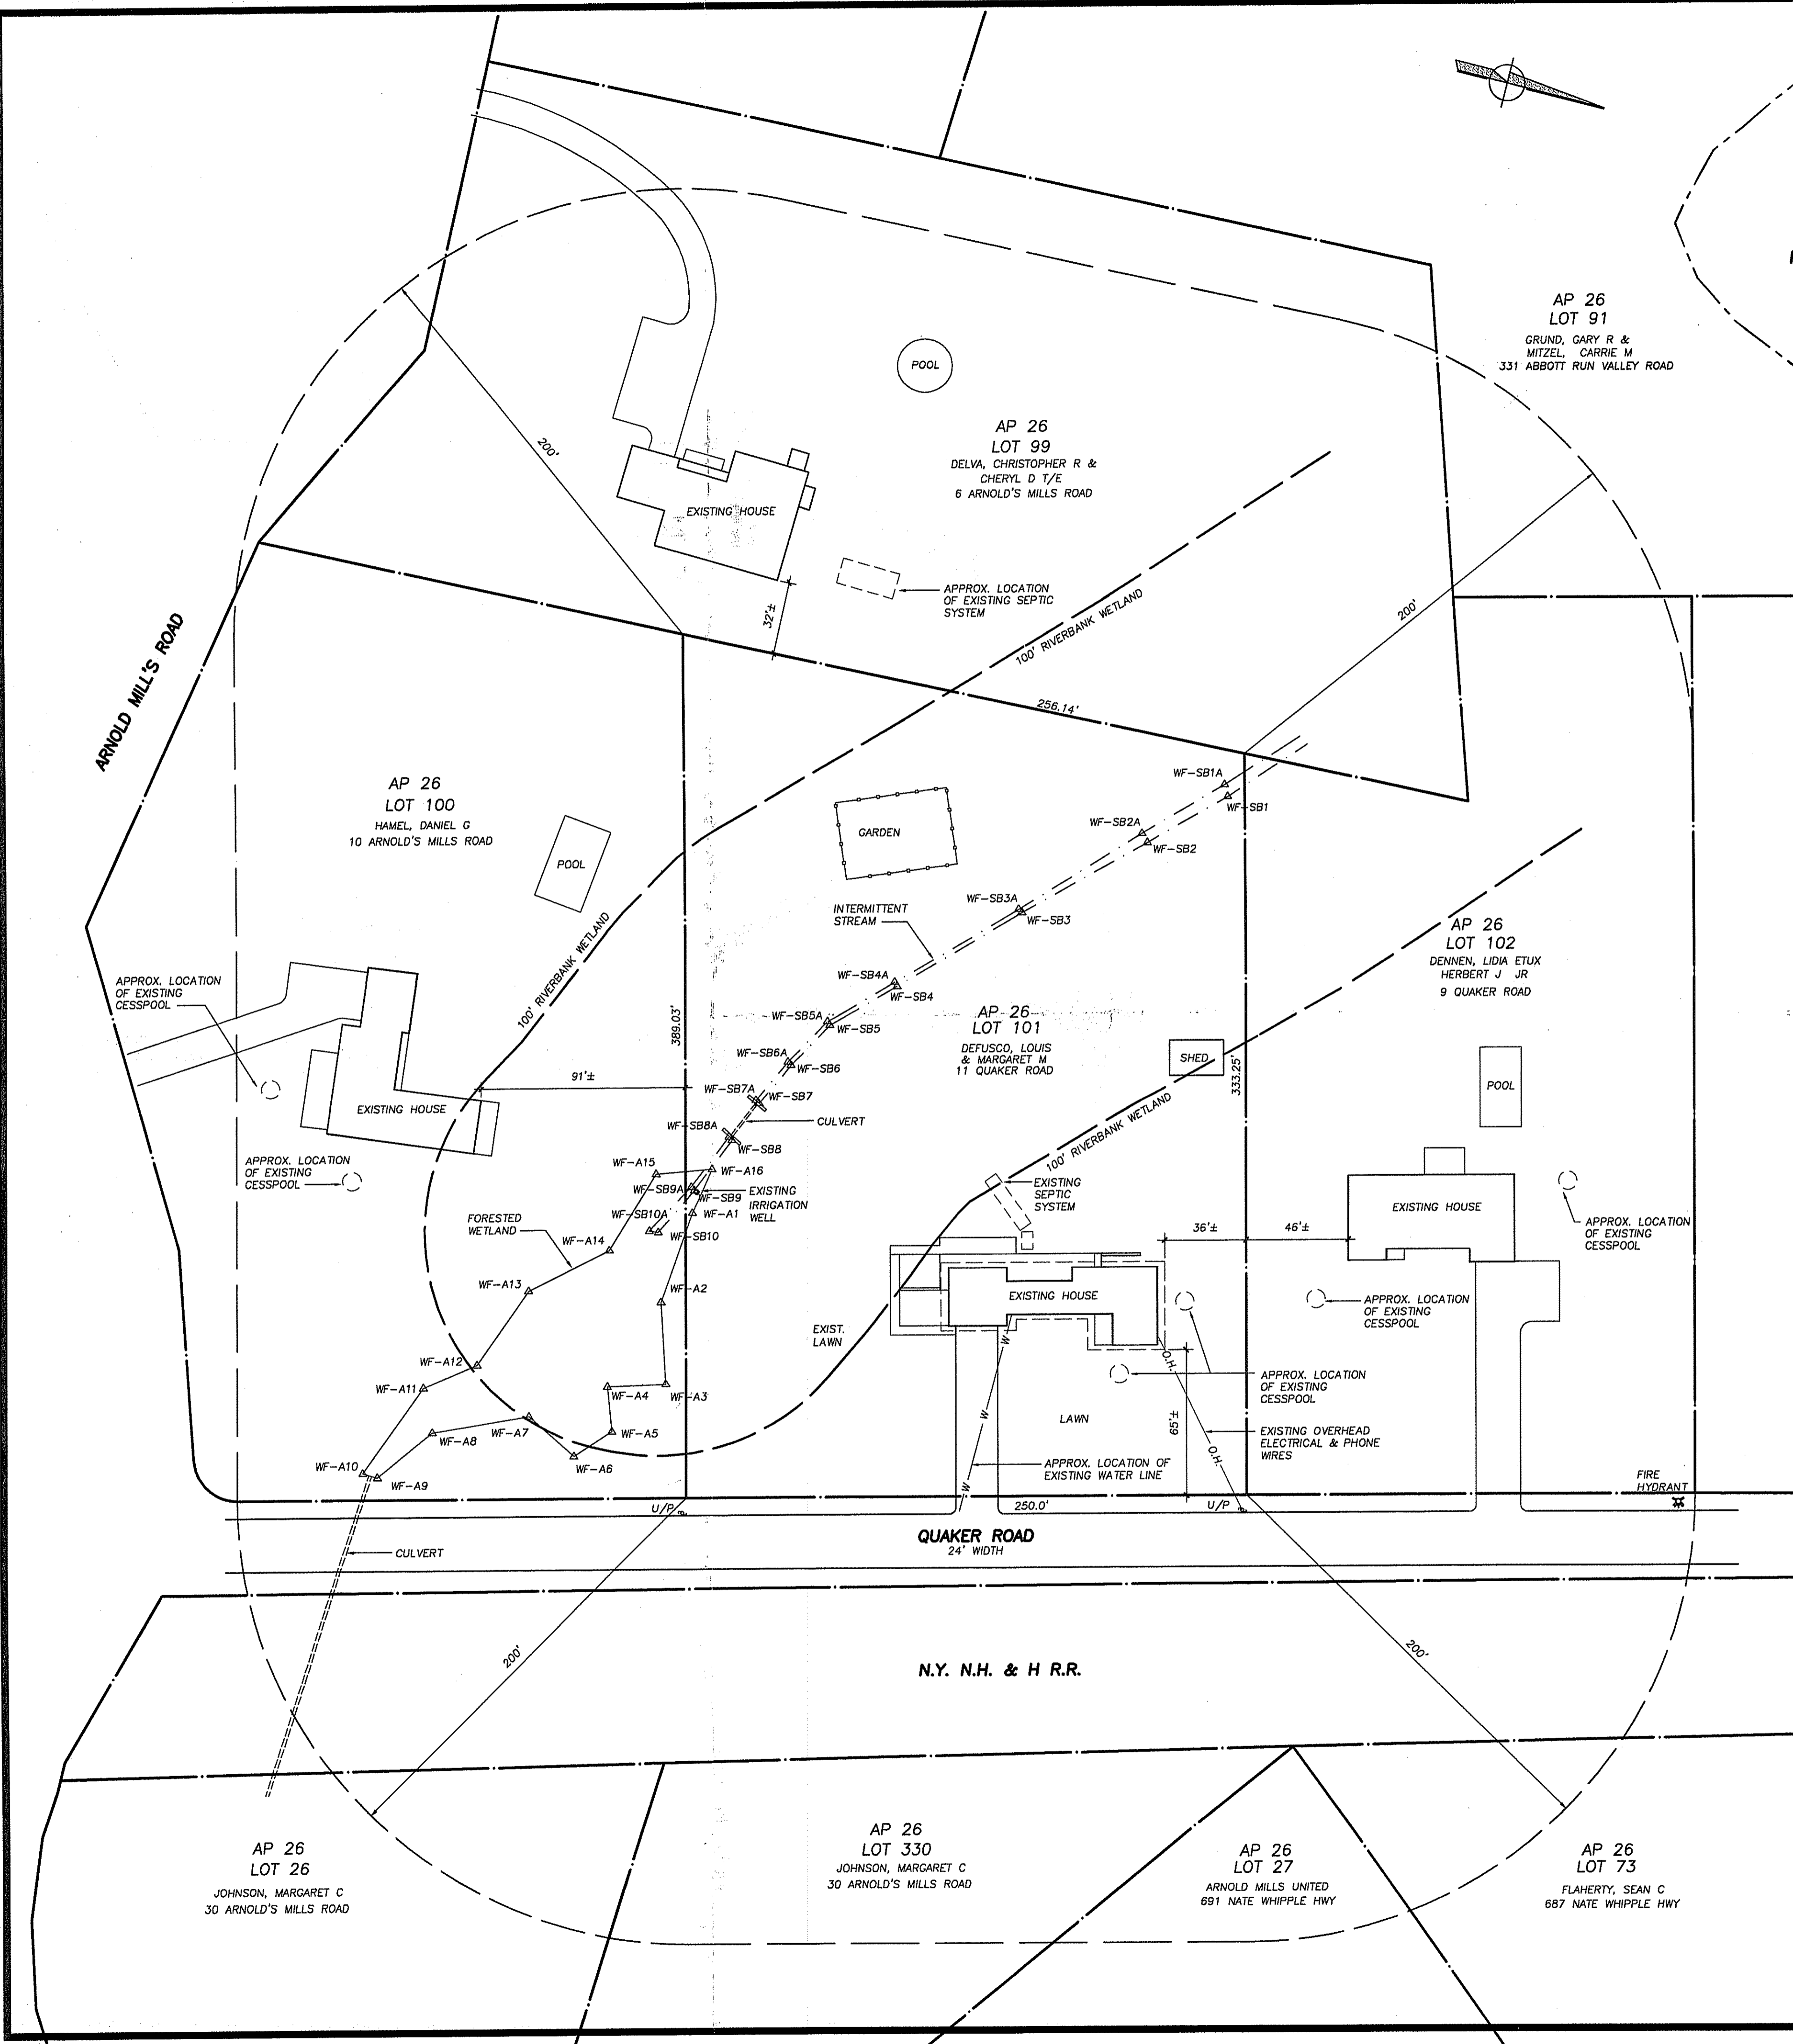 AP 26
LOT 91
GRUND, GARY R &
MITZEL, CARRIE M
331 ABBOTT RUN VALLEY ROAD
POOL
AP 26
LOT 99
DELVA, CHRISTOPHER R &
CHERYL D T/E
6 ARNOLD'S MILLS ROAD
200'
EXISTING HOUSE
APPROX. LOCATION
OF EXISTING SEPTIC
SYSTEM
32'±
100' RIVERBANK WETLAND
200'
ARNOLD MILL'S ROAD
256.14'
AP 26
LOT 100
HAMEL, DANIEL G
10 ARNOLD'S MILLS ROAD
POOL
GARDEN
WF-SB1A
WF-SB1
WF-SB2A
WF-SB2
WF-SB3A
WF-SB3
INTERMITTENT
STREAM
AP 26
LOT 102
DENNEN, LIDIA ETUX
HERBERT J JR
9 QUAKER ROAD
APPROX. LOCATION
OF EXISTING
CESSPOOL
100' RIVERBANK WETLAND
389.03'
WF-SB4A
WF-SB4
WF-SB5A
WF-SB5
AP 26
LOT 101
DEFUSCO, LOUIS
& MARGARET M
11 QUAKER ROAD
SHED
333.25'
POOL
WF-SB6A
WF-SB6
91'±
WF-SB7A
WF-SB7
EXISTING HOUSE
CULVERT
WF-SB8A
WF-SB8
100' RIVERBANK WETLAND
APPROX. LOCATION
OF EXISTING
CESSPOOL
WF-A15
WF-A16
WF-SB9A
WF-SB9
EXISTING
IRRIGATION
WELL
EXISTING
SEPTIC
SYSTEM
WF-A1
WF-SB10A
WF-SB10
FORESTED
WETLAND
WF-A14
36'±
46'±
EXISTING HOUSE
APPROX. LOCATION
OF EXISTING
CESSPOOL
WF-A13
WF-A2
EXISTING HOUSE
APPROX. LOCATION
OF EXISTING
CESSPOOL
EXIST.
LAWN
W
O.H.
WF-A12
WF-A11
WF-A4
WF-A3
APPROX. LOCATION
OF EXISTING
CESSPOOL
W
LAWN
65'±
WF-A7
WF-A8
WF-A5
EXISTING OVERHEAD
ELECTRICAL & PHONE
WIRES
O.H.
WF-A10
WF-A9
WF-A6
APPROX. LOCATION OF
EXISTING WATER LINE
W
FIRE
HYDRANT
U/P
250.0'
U/P
QUAKER ROAD
24' WIDTH
CULVERT
200'
N.Y. N.H. & H R.R.
200'
AP 26
LOT 26
JOHNSON, MARGARET C
30 ARNOLD'S MILLS ROAD
AP 26
LOT 330
JOHNSON, MARGARET C
30 ARNOLD'S MILLS ROAD
AP 26
LOT 27
ARNOLD MILLS UNITED
691 NATE WHIPPLE HWY
AP 26
LOT 73
FLAHERTY, SEAN C
687 NATE WHIPPLE HWY